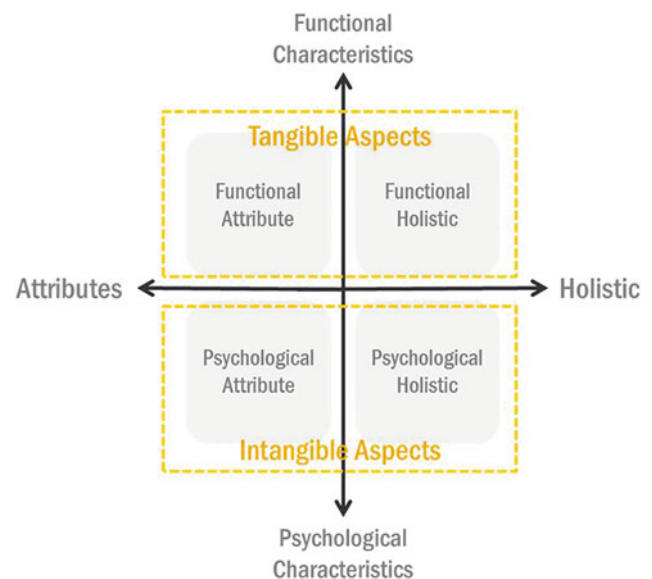 Functional
Characteristics
Tangible Aspects
Functional
Attribute
Functional
Holistic
Attributes
Holistic
Psychological
Attribute
Psychological
Holistic
Intangible Aspects
Psychological
Characteristics